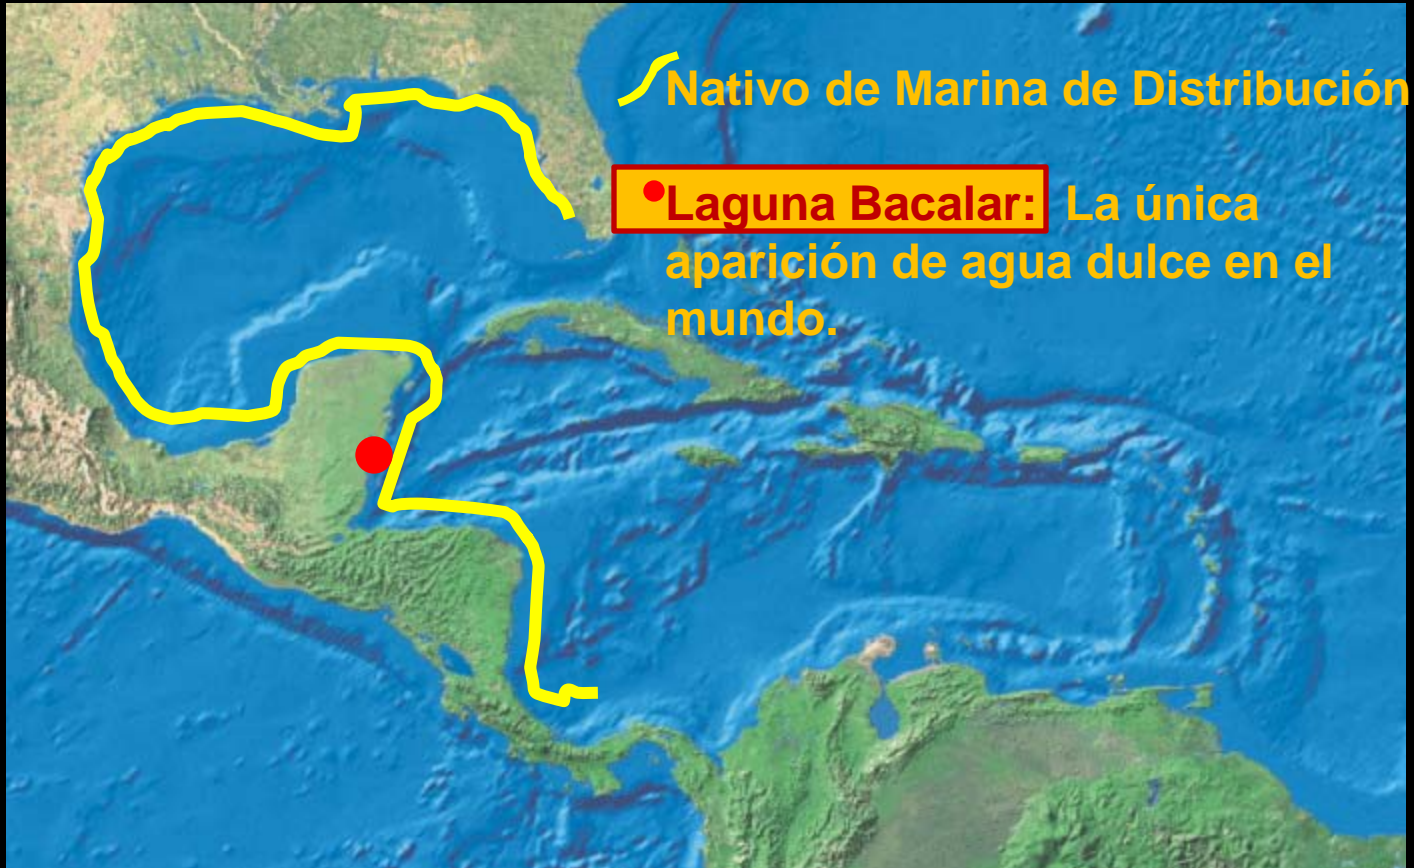 Nativo de Marina de Distribución
Laguna Bacalar: La única
aparición de agua dulce en el
mundo.